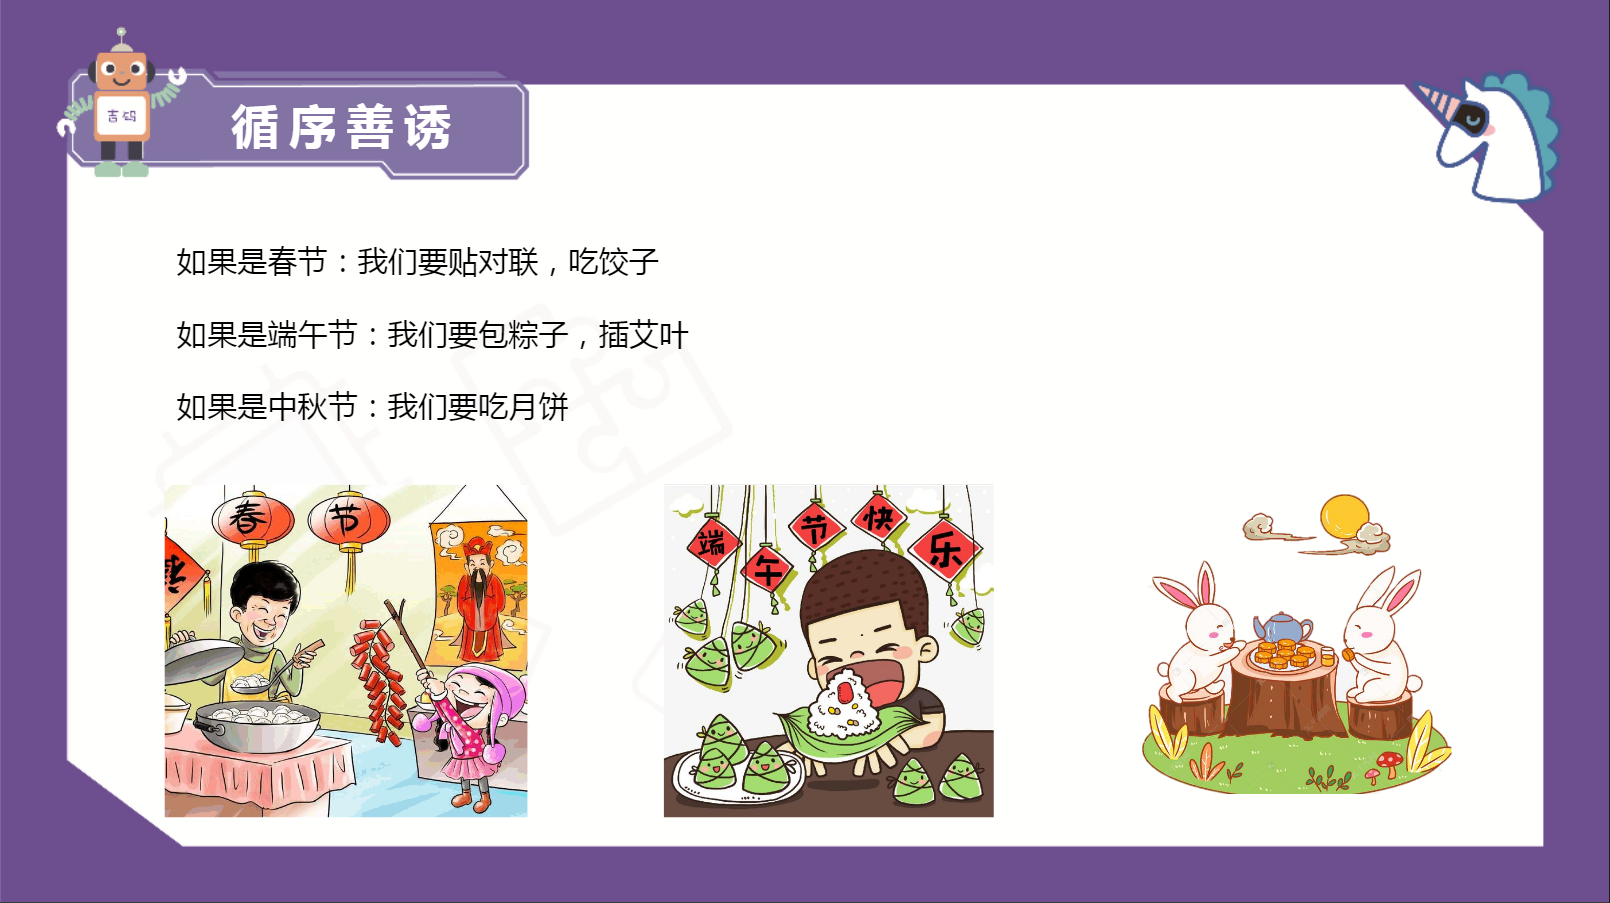 吉码
循序善诱
如果是春节：我们要贴对联，吃饺子
如果是端午节：我们要包粽子，插艾叶
如果是中秋节：我们要吃月饼
春节
端午节快乐